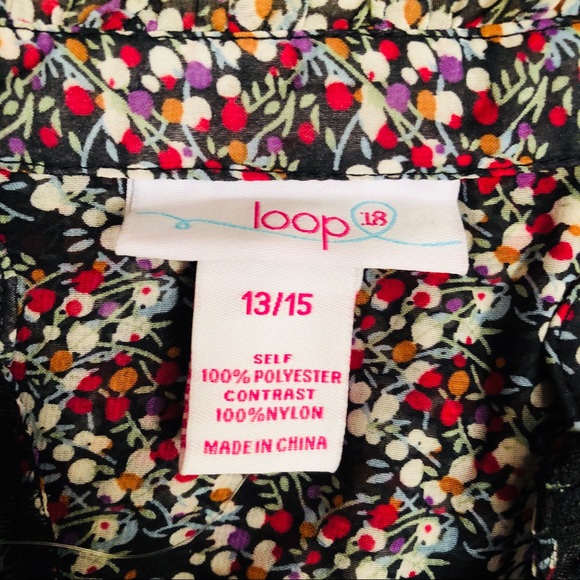 loop 18
13/15
SELF
100% POLYESTER
CONTRAST
100% NYLON
MADE IN CHINA